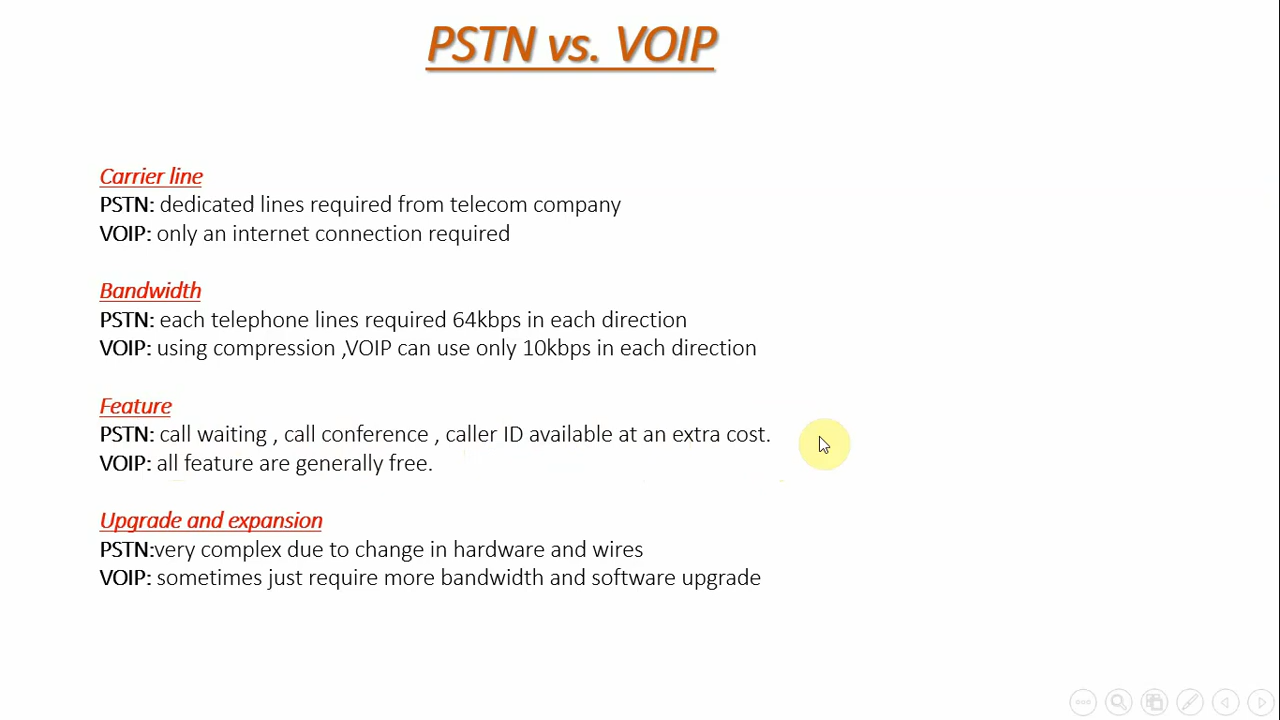 PSTN vs. VOIP
Carrier line
PSTN: dedicated lines required from telecom company
VOIP: only an internet connection required
Bandwidth
PSTN: each telephone lines required 64kbps in each direction
VOIP: using compression ,VOIP can use only 10kbps in each direction
Feature
PSTN: call waiting , call conference , caller ID available at an extra cost.
VOIP: all feature are generally free.
Upgrade and expansion
PSTN:very complex due to change in hardware and wires
VOIP: sometimes just require more bandwidth and software upgrade